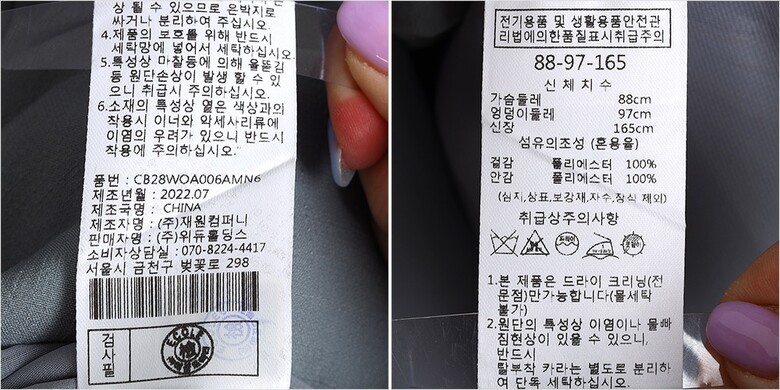 상 될 수 있으므로 은박지로
싸거나 분리하여 주십시오.
4.제품의 보호를 위해 반드시
세탁망에 넣어서 세탁하십시오.
5.특성상 마찰등에 의해 올뜯김
등 원단손상이 발생 할 수 있
으니 취급시 주의하십시오.
6.소재의 특성상 옅은 색상과의
착용시 이너와 악세사리류에
이염의 우려가 있으니 반드시
착용에 주의하십시오."
품번 : CB28WOA006AMN6
제조년월 : 2022.07
제조국명 : CHINA
제조자명 : (주)재원컴퍼니
판매자명 : (주)위듀홀딩스
소비자상담실 : 070-8224-4417
서울시 금천구 벚꽃로 298
검사필
ECOLE
전기용품 및 생활용품안전관
리법에의한품질표시취급주의
88-97-165
신체치수
가슴둘레 88cm
엉덩이둘레 97cm
신장 165cm
섬유의조성 (혼용율)
겉감 폴리에스터 100%
안감 폴리에스터 100%
(심지,상표,보강재,자수,장식 제외)
취급상주의사항
1.본 제품은 드라이 크리닝(전
문점)만가능합니다(물세탁
불가)
2.원단의 특성상 이염이나 물빠
짐현상이 있을 수 있으니,
반드시
탈부착 카라는 별도로 분리하
여 단독 세탁하십시오.